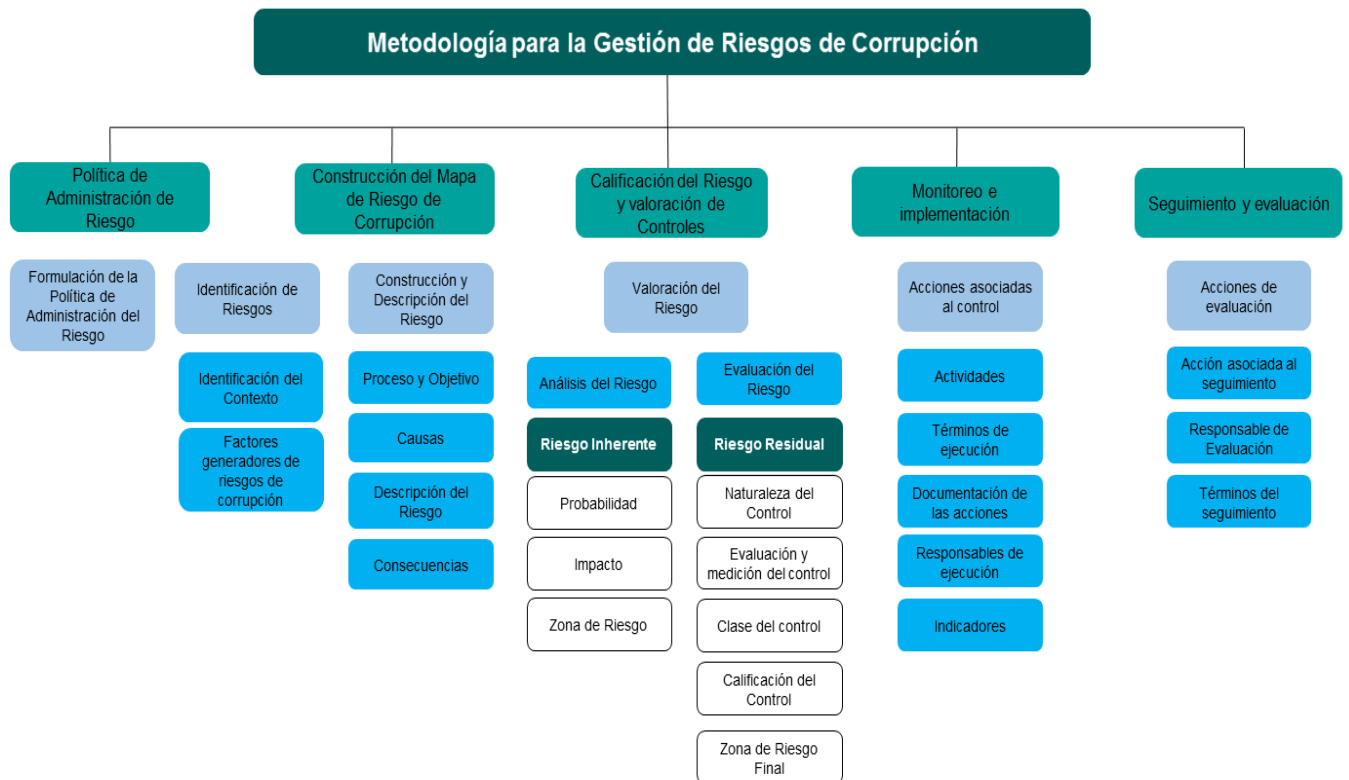 Metodología para la Gestión de Riesgos de Corrupción
Política de
Administración de
Riesgo
Construcción del Mapa
de Riesgo de
Corrupción
Calificación del Riesgo
y valoración de
Controles
Monitoreo e
implementación
Seguimiento y evaluación
Formulación de la
Política de
Administración del
Riesgo
Identificación de
Riesgos
Construcción y
Descripción del
Riesgo
Valoración del
Riesgo
Acciones asociadas
al control
Acciones de
evaluación
Identificación del
Contexto
Factores
generadores de
riesgos de
corrupción
Proceso y Objetivo
Causas
Descripción del
Riesgo
Consecuencias
Análisis del Riesgo
Riesgo Inherente
Probabilidad
Impacto
Zona de Riesgo
Evaluación del
Riesgo
Riesgo Residual
Naturaleza del
Control
Evaluación y
medición del control
Clase del control
Calificación del
Control
Zona de Riesgo
Final
Actividades
Términos de
ejecución
Documentación de
las acciones
Responsables de
ejecución
Indicadores
Acción asociada al
seguimiento
Responsable de
Evaluación
Términos del
seguimiento